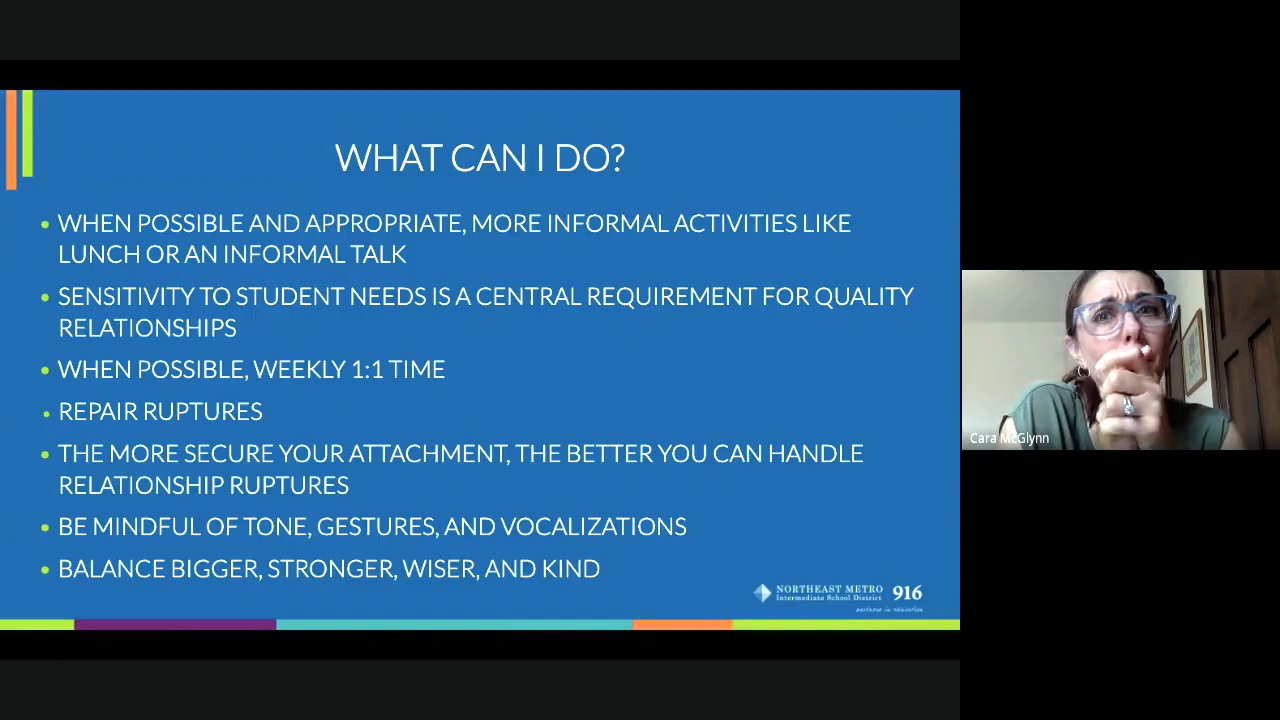 WHAT CAN I DO?
• WHEN POSSIBLE AND APPROPRIATE, MORE INFORMAL ACTIVITIES LIKE
LUNCH OR AN INFORMAL TALK
• SENSITIVITY TO STUDENT NEEDS IS A CENTRAL REQUIREMENT FOR QUALITY
RELATIONSHIPS
• WHEN POSSIBLE, WEEKLY 1:1 TIME
• REPAIR RUPTURES
• THE MORE SECURE YOUR ATTACHMENT, THE BETTER YOU CAN HANDLE
RELATIONSHIP RUPTURES
• BE MINDFUL OF TONE, GESTURES, AND VOCALIZATIONS
• BALANCE BIGGER, STRONGER, WISER, AND KIND
NORTHEAST METRO 916
Intermediate School District
partners in education
Cara McGlynn